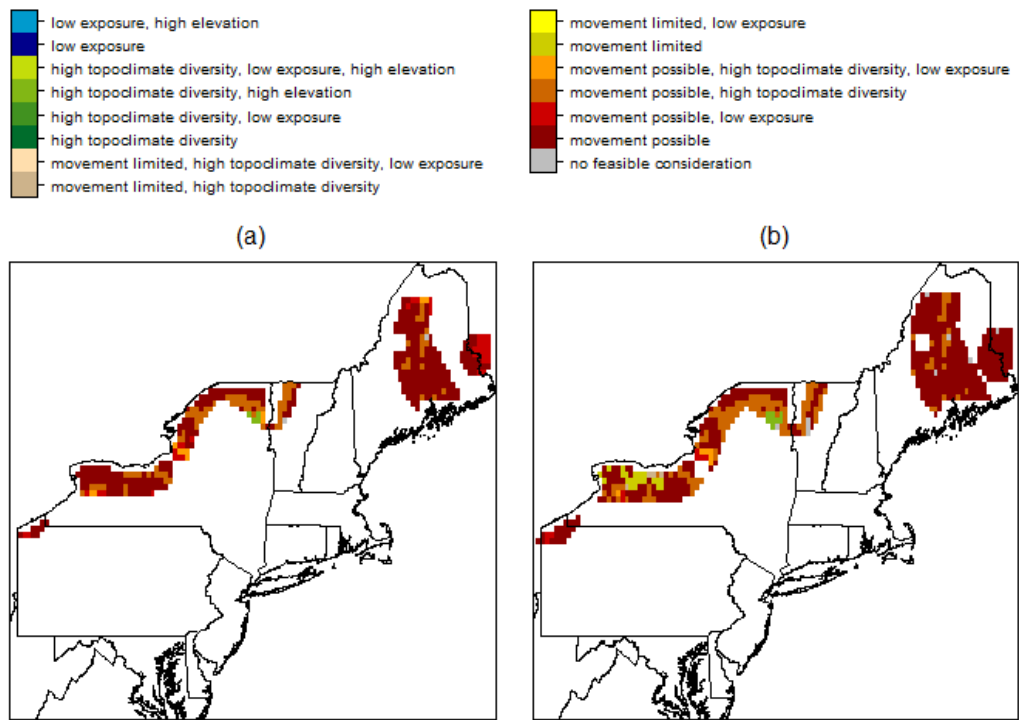 low exposure, high elevation
low exposure
high topoclimate diversity, low exposure, high elevation
high topoclimate diversity, high elevation
high topoclimate diversity, low exposure
high topoclimate diversity
movement limited, high topoclimate diversity, low exposure
movement limited, high topoclimate diversity
movement limited, low exposure
movement limited
movement possible, high topoclimate diversity, low exposure
movement possible, high topoclimate diversity
movement possible, low exposure
movement possible
no feasible consideration
(a)
(b)